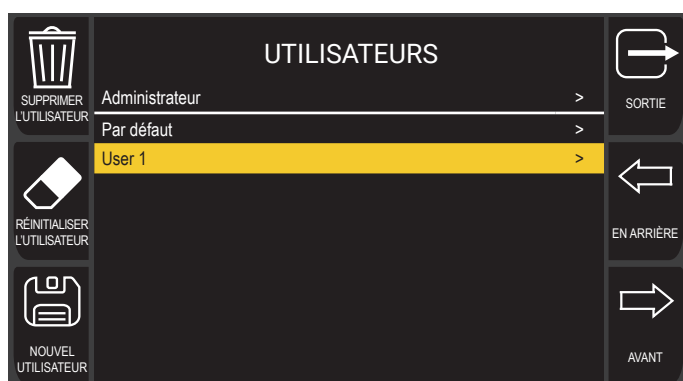 UTILISATEURS
SUPPRIMER
L'UTILISATEUR
Administrateur >
SORTIE
Par défaut >
User 1 >
RÉINITIALISER
L'UTILISATEUR
EN ARRIÈRE
NOUVEL
UTILISATEUR
AVANT